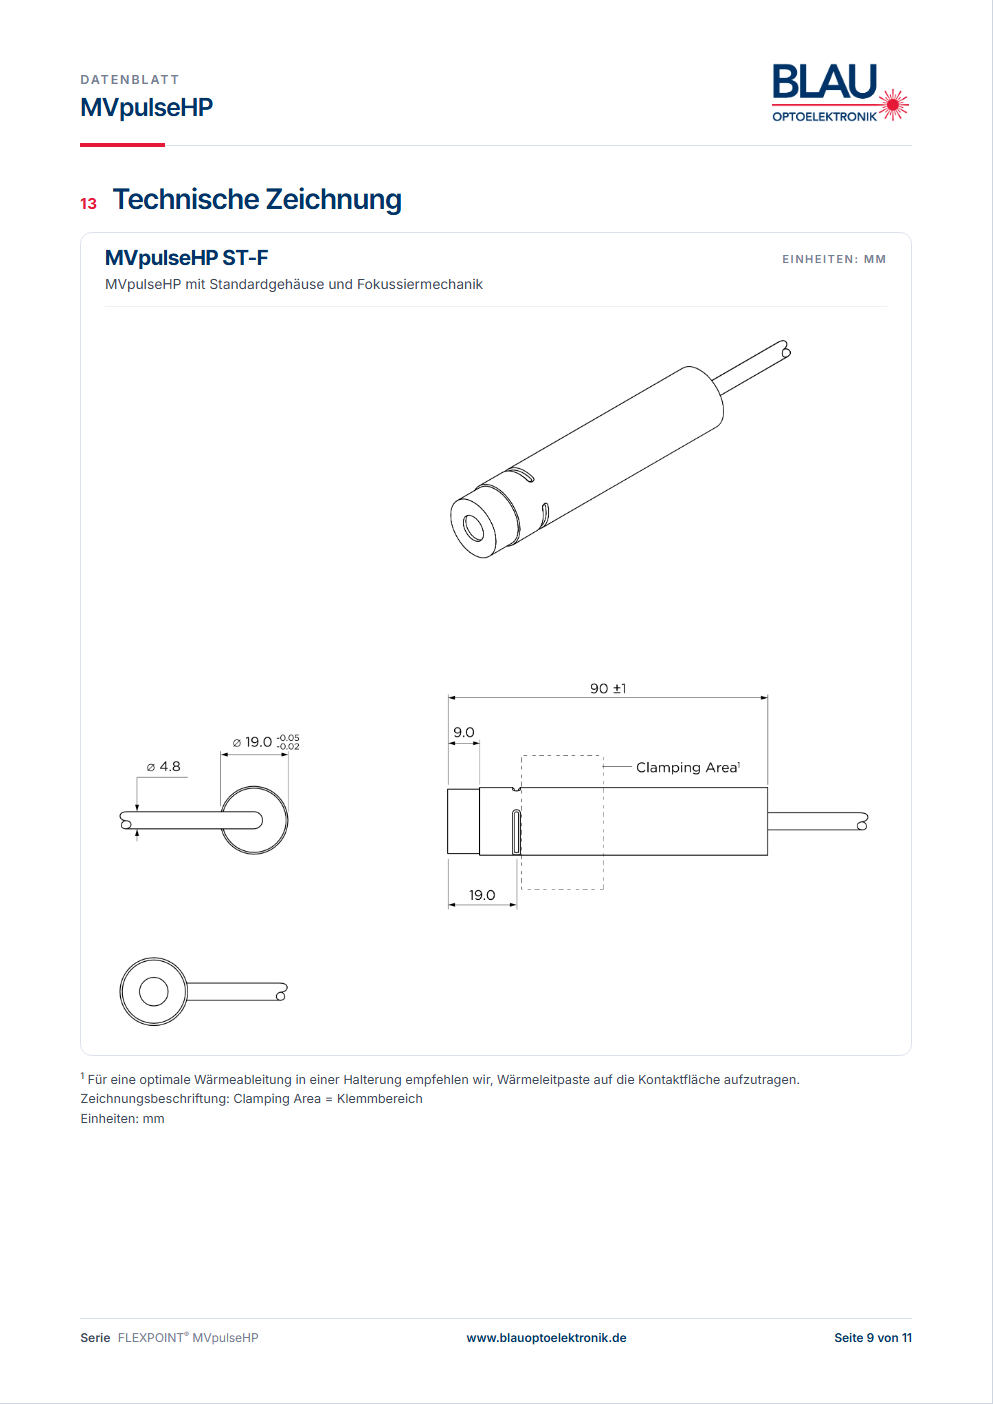 DATENBLATT
MVpulseHP
BLAU
OPTOELEKTRONIK
13 Technische Zeichnung
MVpulseHP ST-F
EINHEITEN: MM
MVpulseHP mit Standardgehäuse und Fokussiermechanik
90 ±1
9.0
⌀ 19.0 -0.05
-0.02
⌀ 4.8
Clamping Area¹
19.0
¹ Für eine optimale Wärmeableitung in einer Halterung empfehlen wir, Wärmeleitpaste auf die Kontaktfläche aufzutragen.
Zeichnungsbeschriftung: Clamping Area = Klemmbereich
Einheiten: mm
Serie FLEXPOINT® MVpulseHP
www.blauoptoelektronik.de
Seite 9 von 11